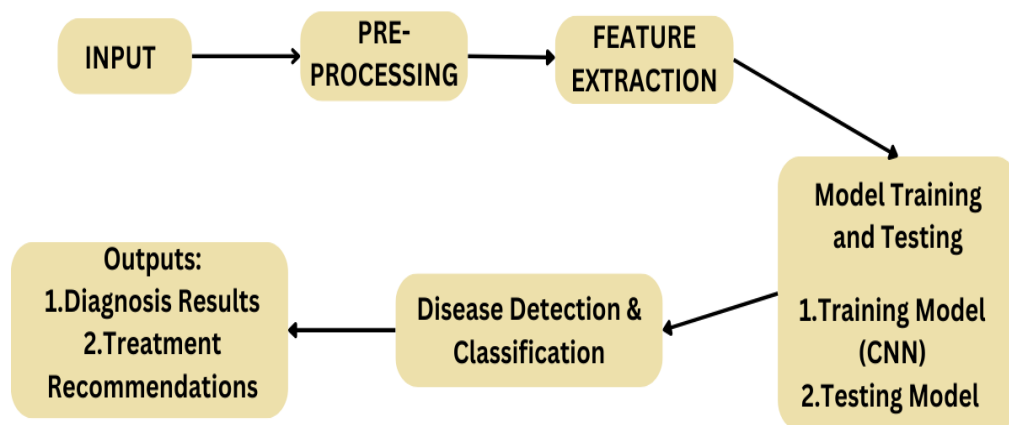 INPUT
PRE-
PROCESSING
FEATURE
EXTRACTION
Model Training
and Testing
1.Training Model
(CNN)
2.Testing Model
Disease Detection &
Classification
Outputs:
1.Diagnosis Results
2.Treatment
Recommendations